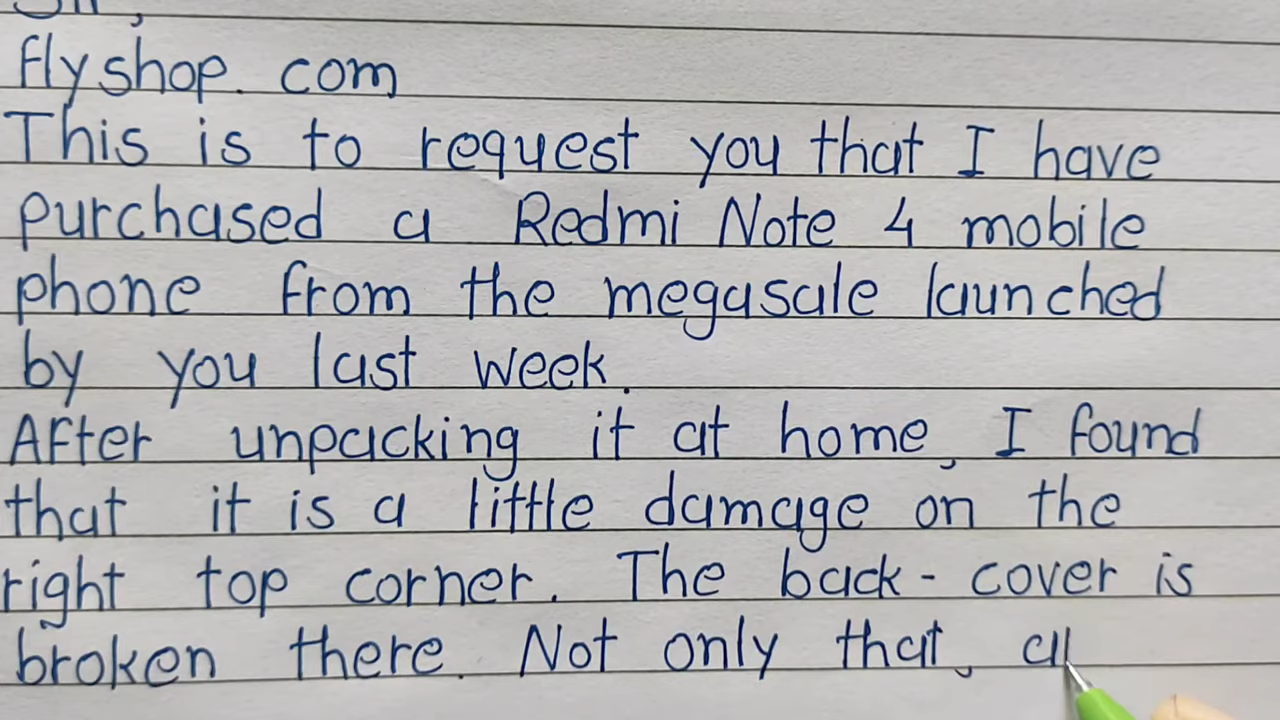 Sir,
flyshop. com
This is to request you that I have
purchased a Redmi Note 4 mobile
phone from the megasale launched
by you last week.
After unpacking it at home, I found
that it is a little damage on the
right top corner. The back - cover is
broken there. Not only that, al